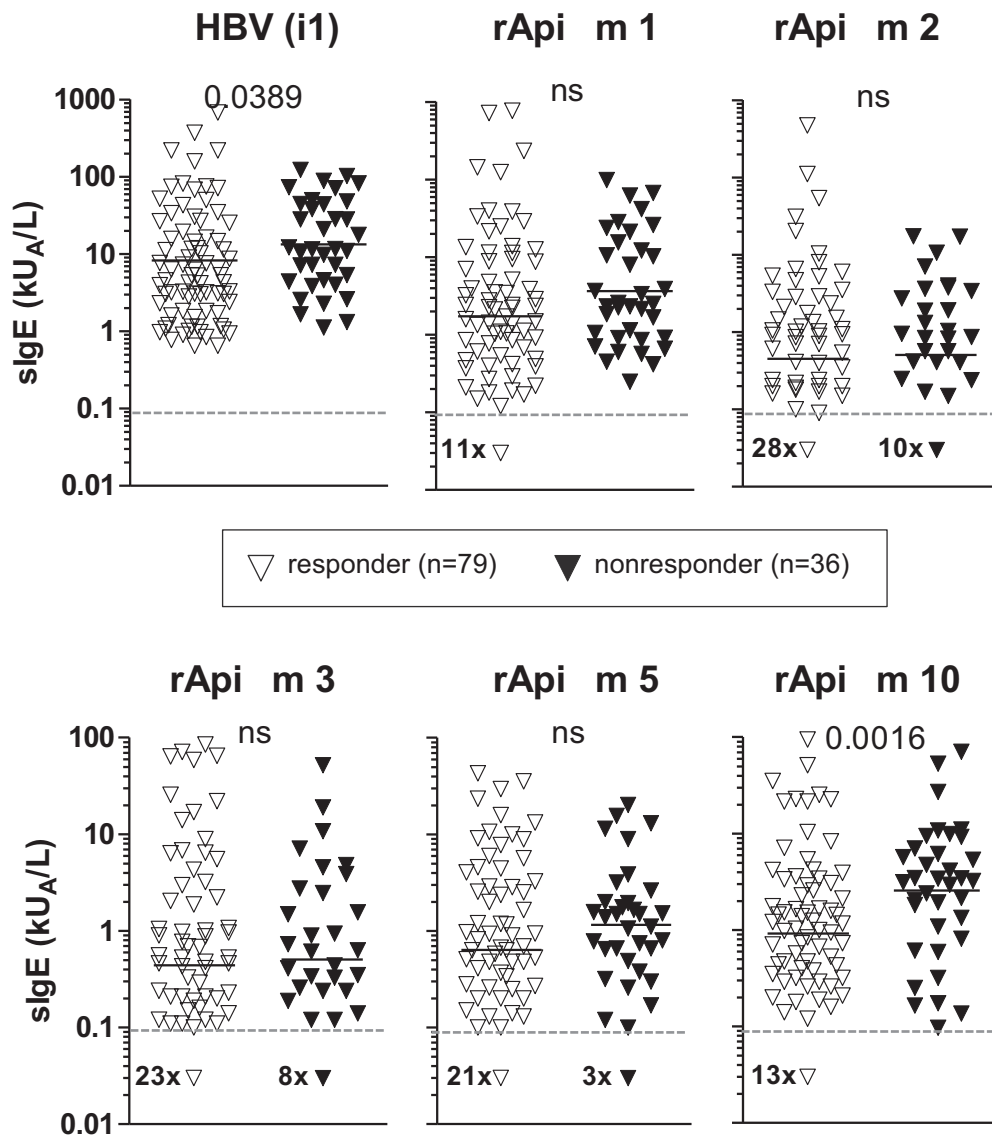 HBV (i1)
rApi m 1
rApi m 2
0.0389
ns
ns
1000
100
10
1
0.1
0.01
sIgE (kUA/L)
11x
28x
10x
responder (n=79)
nonresponder (n=36)
rApi m 3
rApi m 5
rApi m 10
ns
ns
0.0016
100
10
1
0.1
0.01
sIgE (kUA/L)
23x
8x
21x
3x
13x